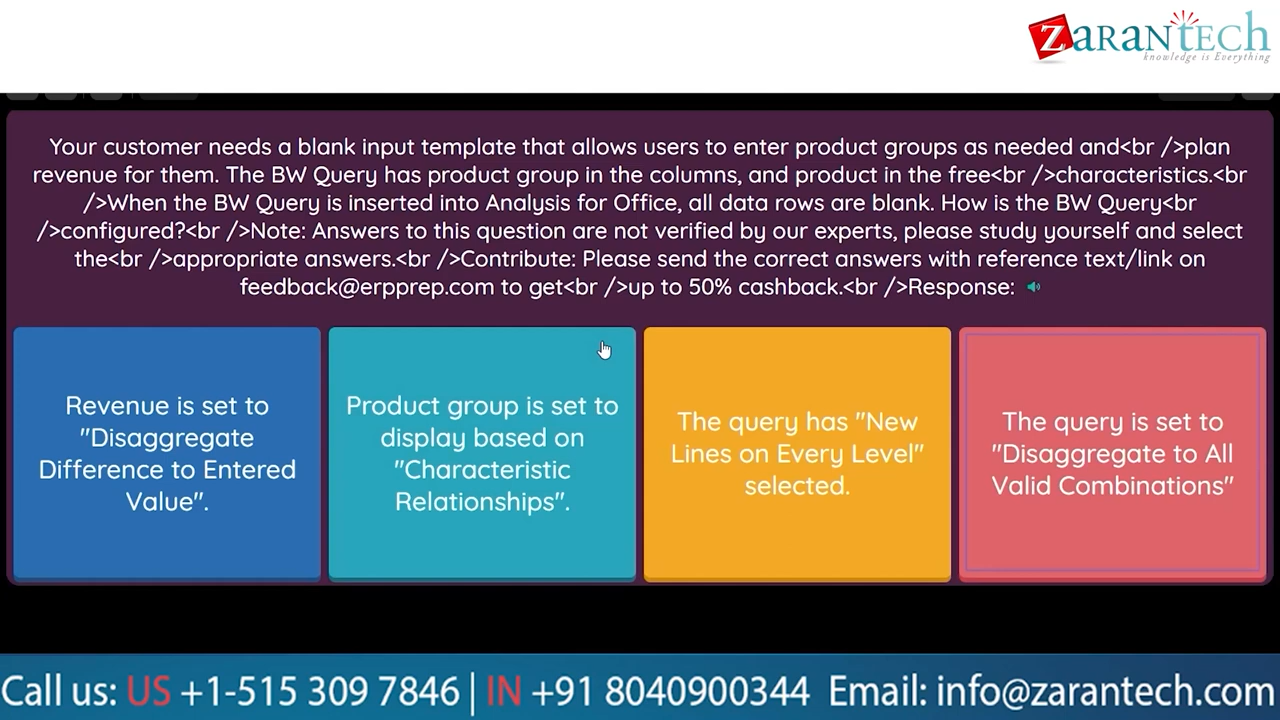 ZARANTECH
knowledge is Everything
Your customer needs a blank input template that allows users to enter product groups as needed and<br />plan
revenue for them. The BW Query has product group in the columns, and product in the free<br />characteristics.<br
/>When the BW Query is inserted into Analysis for Office, all data rows are blank. How is the BW Query<br
/>configured?<br />Note: Answers to this question are not verified by our experts, please study yourself and select
the<br />appropriate answers.<br />Contribute: Please send the correct answers with reference text/link on
feedback@erpprep.com to get<br />up to 50% cashback.<br />Response:
Revenue is set to
"Disaggregate
Difference to Entered
Value".
Product group is set to
display based on
"Characteristic
Relationships".
The query has "New
Lines on Every Level"
selected.
The query is set to
"Disaggregate to All
Valid Combinations"
Call us: US +1-515 309 7846 | IN +91 8040900344 Email: info@zarantech.com